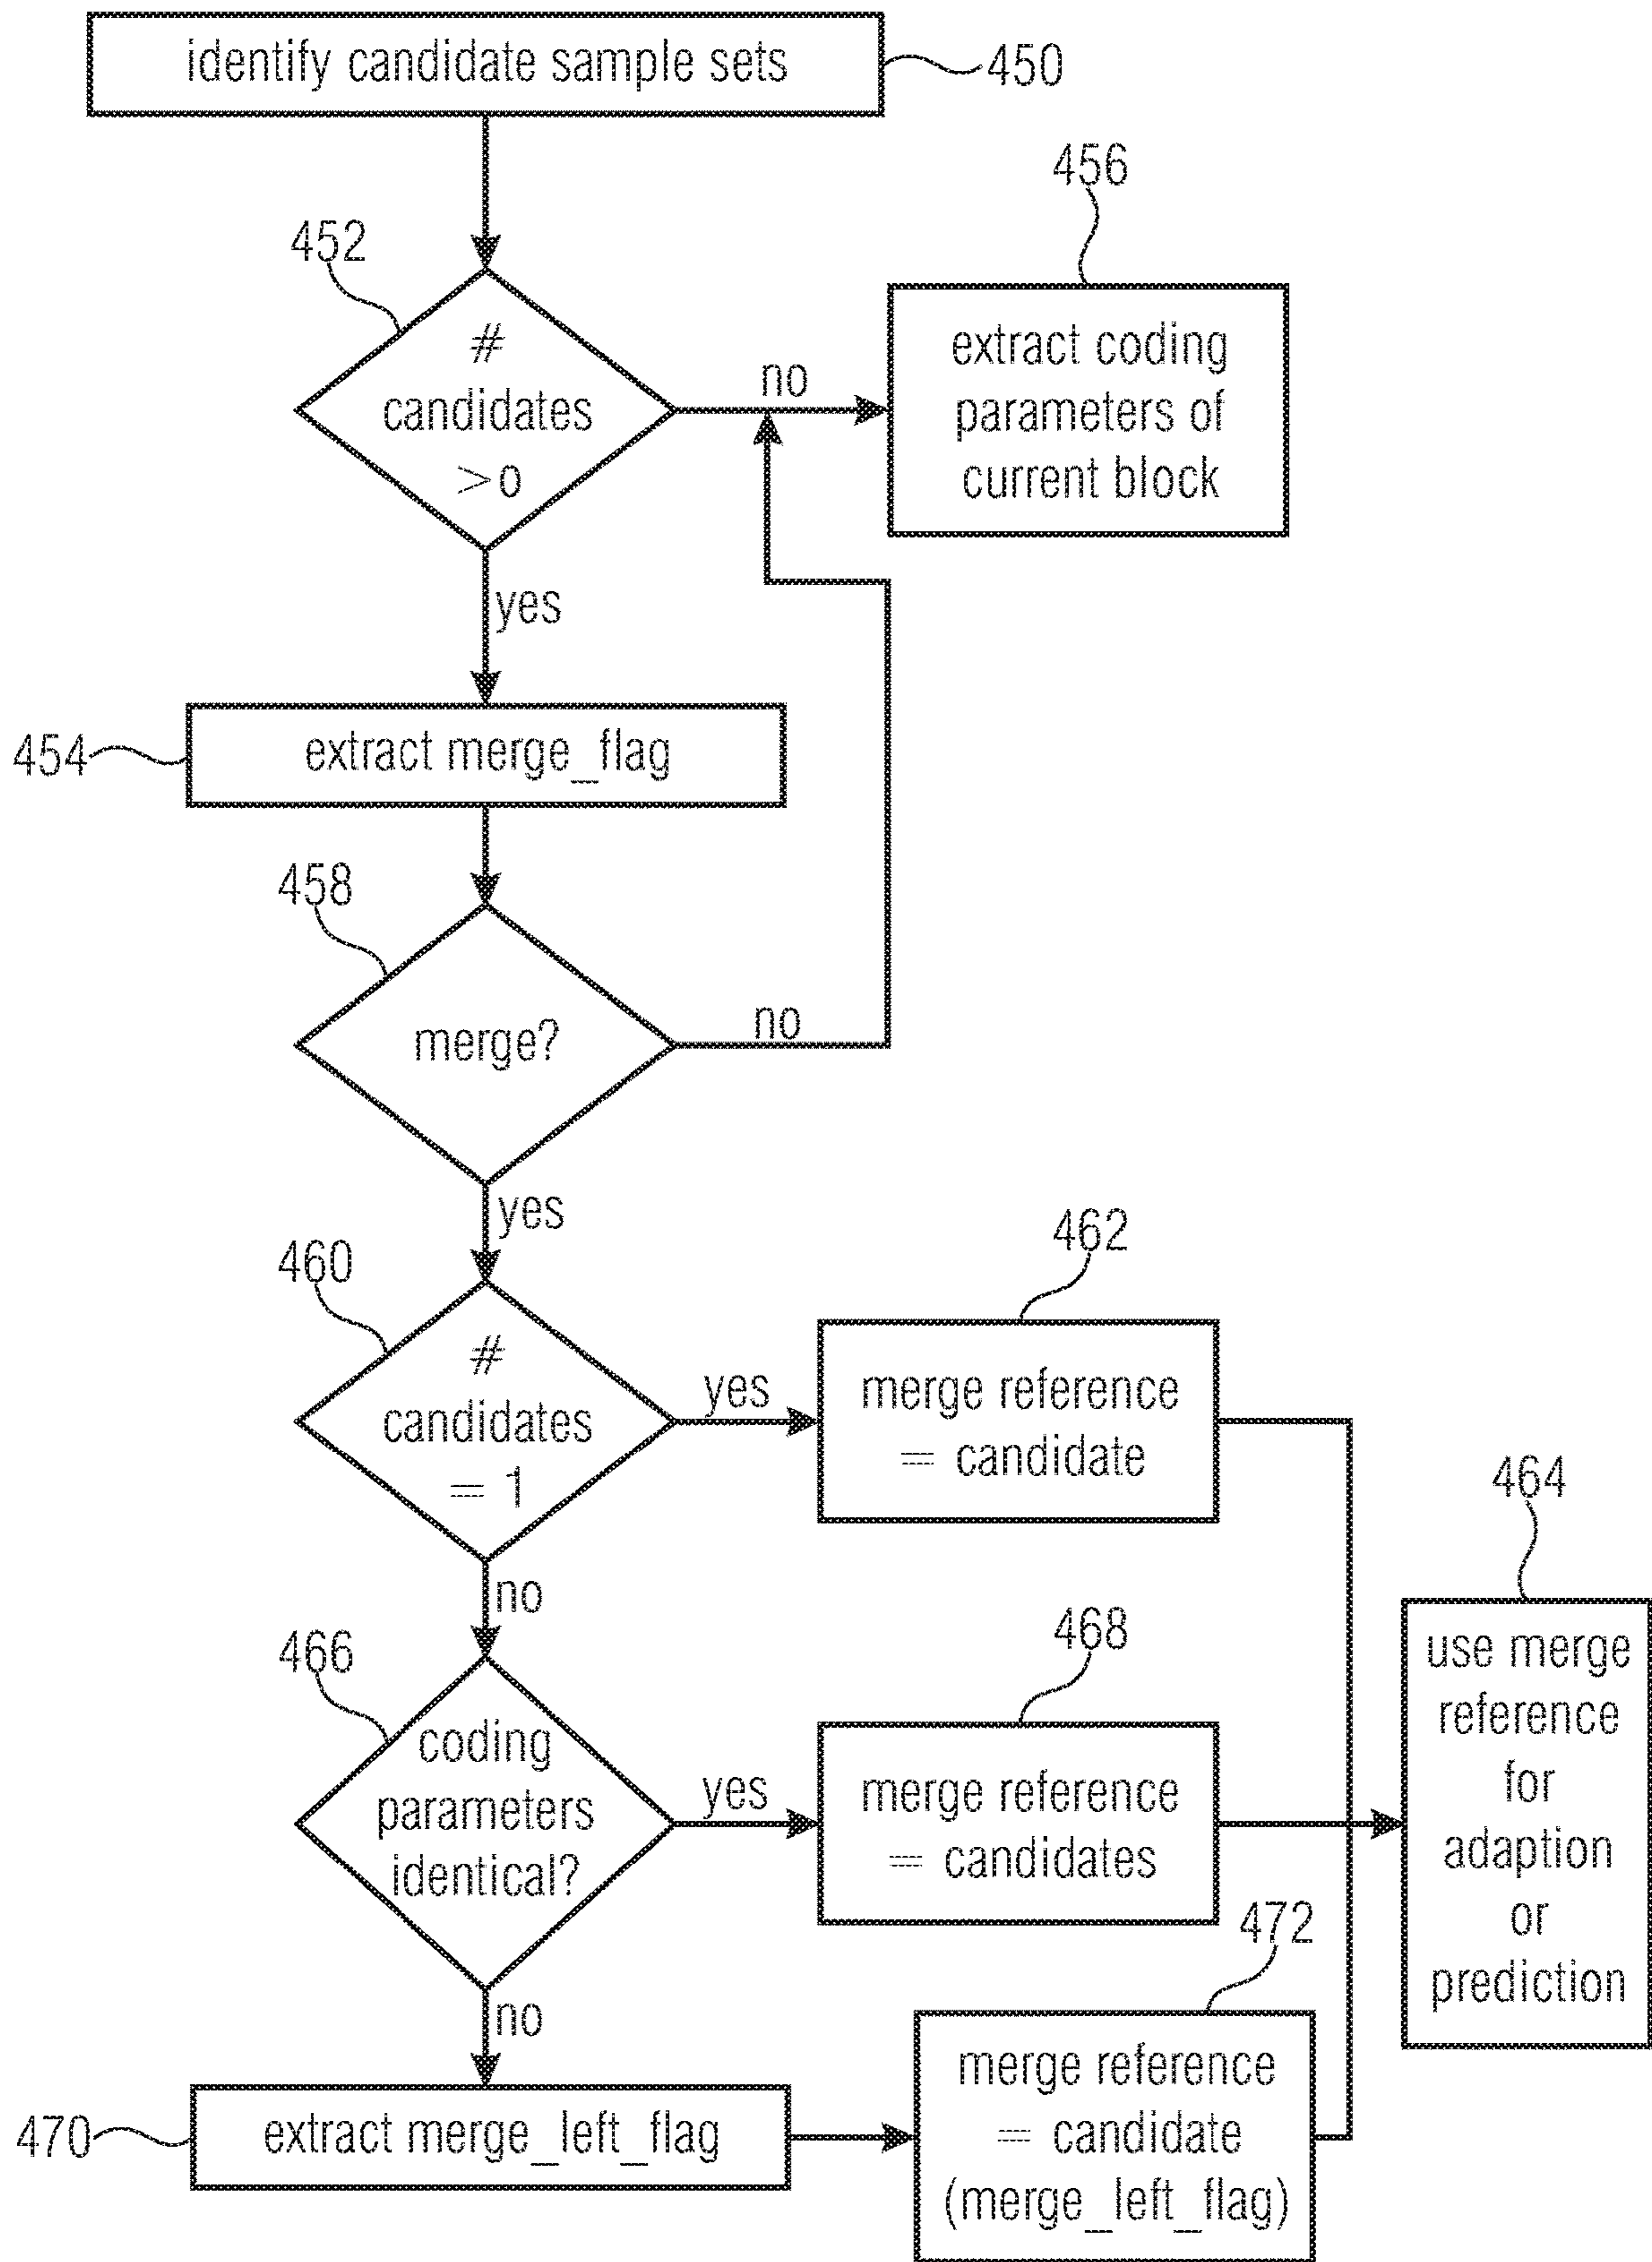 identify candidate sample sets
450
456
452
#
candidates
>o
no
extract coding
parameters of
current block
yes
454
extract merge_flag
458
merge?
no
yes
460
462
#
candidates
= 1
yes
merge reference
= candidate
464
no
466
468
coding
parameters
identical?
yes
merge reference
= candidates
use merge
reference
for
adaption
or
prediction
472
no
470
extract merge_left_flag
merge reference
= candidate
(merge_left_flag)